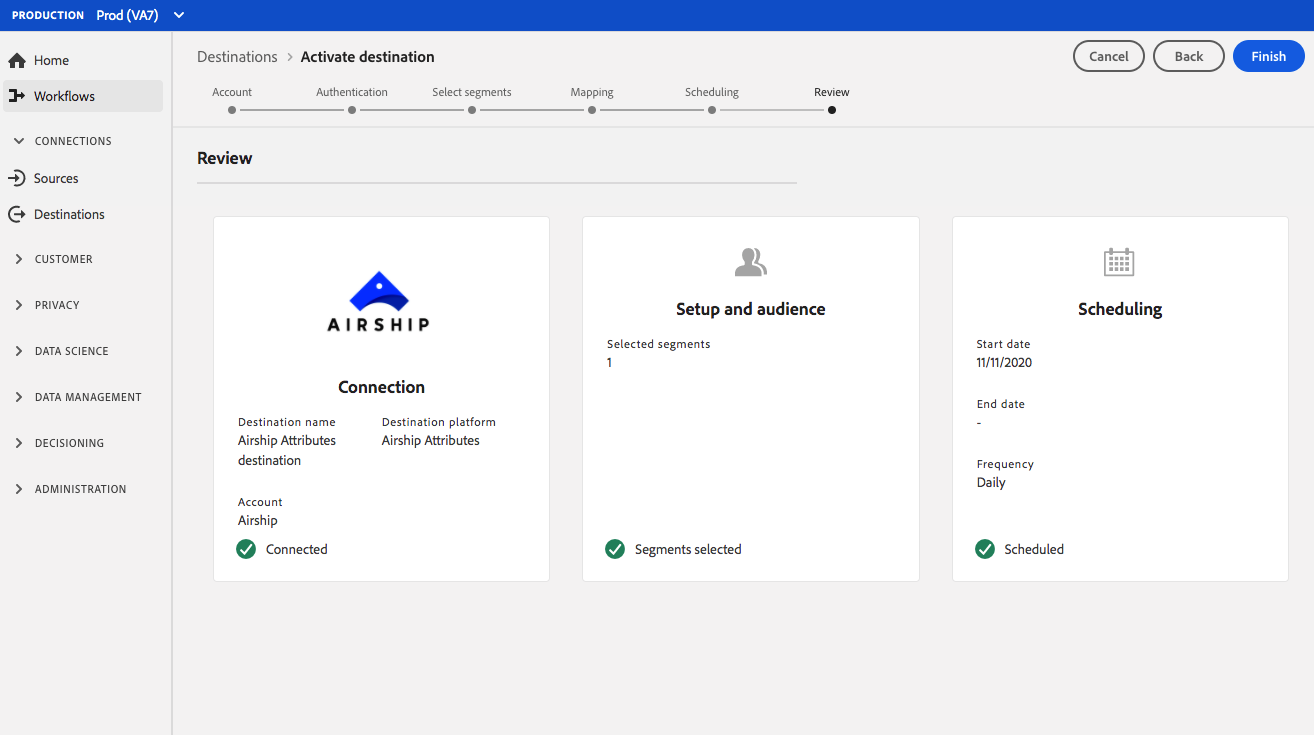 PRODUCTION Prod (VA7)
Home
Workflows
CONNECTIONS
Sources
Destinations
CUSTOMER
PRIVACY
DATA SCIENCE
DATA MANAGEMENT
DECISIONING
ADMINISTRATION
Destinations > Activate destination
Cancel Back Finish
Account Authentication Select segments Mapping Scheduling Review
Review
AIRSHIP
Connection
Destination name Destination platform
Airship Attributes Airship Attributes
destination
Account
Airship
Connected
Setup and audience
Selected segments
1
Segments selected
Scheduling
Start date
11/11/2020
End date
-
Frequency
Daily
Scheduled